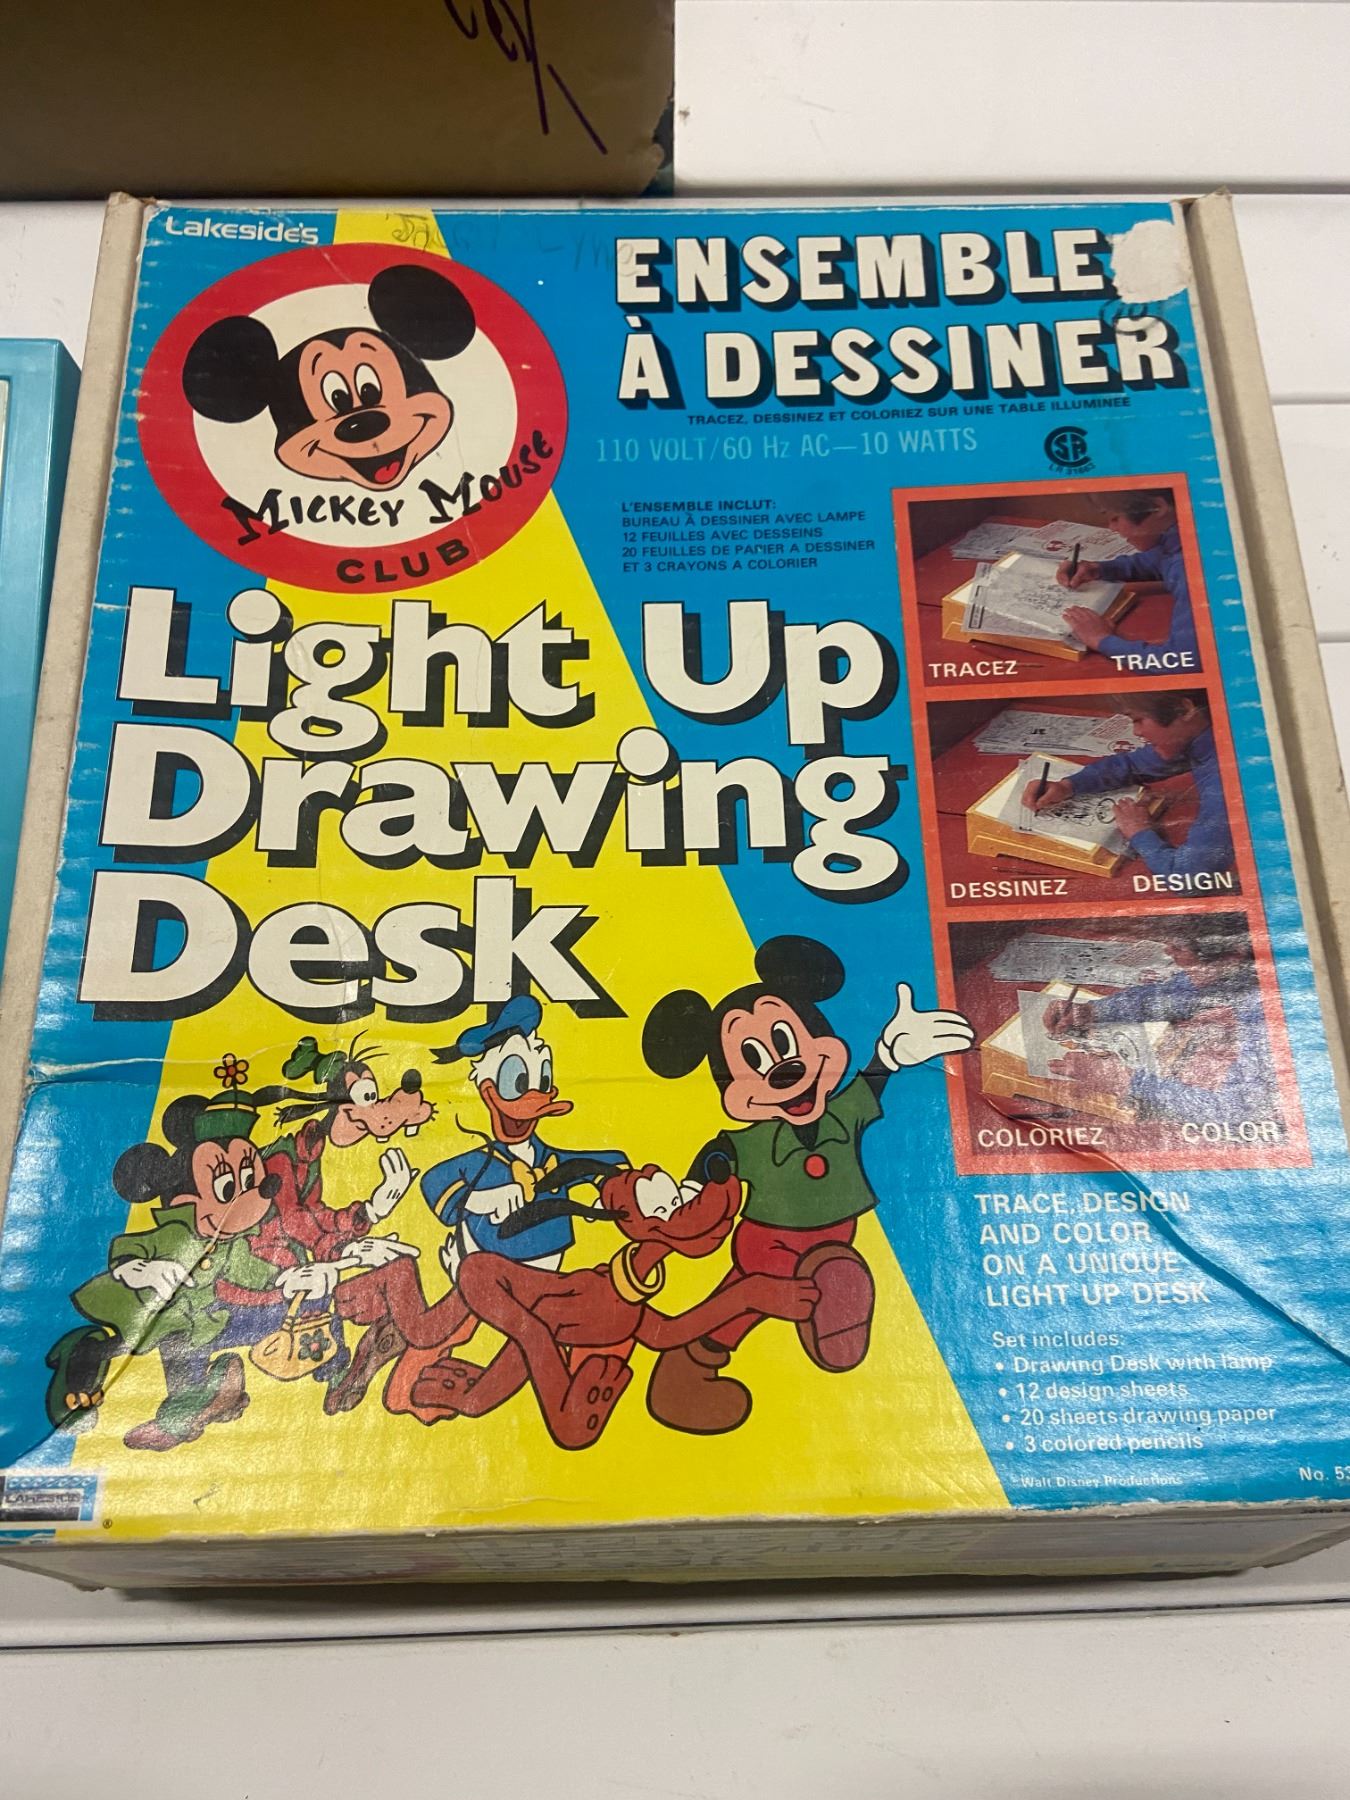 Lakeside's
MICKEY MOUSE
CLUB
ENSEMBLE
À DESSINER
TRACEZ, DESSINEZ ET COLORIEZ SUR UNE TABLE ILLUMINEE
110 VOLT/60 Hz AC—10 WATTS
L'ENSEMBLE INCLUT:
BUREAU À DESSINER AVEC LAMPE
12 FEUILLES AVEC DESSEINS
20 FEUILLES DE PAPIER A DESSINER
ET 3 CRAYONS A COLORIER
Light Up
Drawing
Desk
TRACEZ TRACE
DESSINEZ DESIGN
COLORIEZ COLOR
TRACE, DESIGN
AND COLOR
ON A UNIQUE
LIGHT UP DESK
Set includes:
• Drawing Desk with lamp
• 12 design sheets
• 20 sheets drawing paper
• 3 colored pencils
Walt Disney Productions
No. 53
LAKESIDE
®